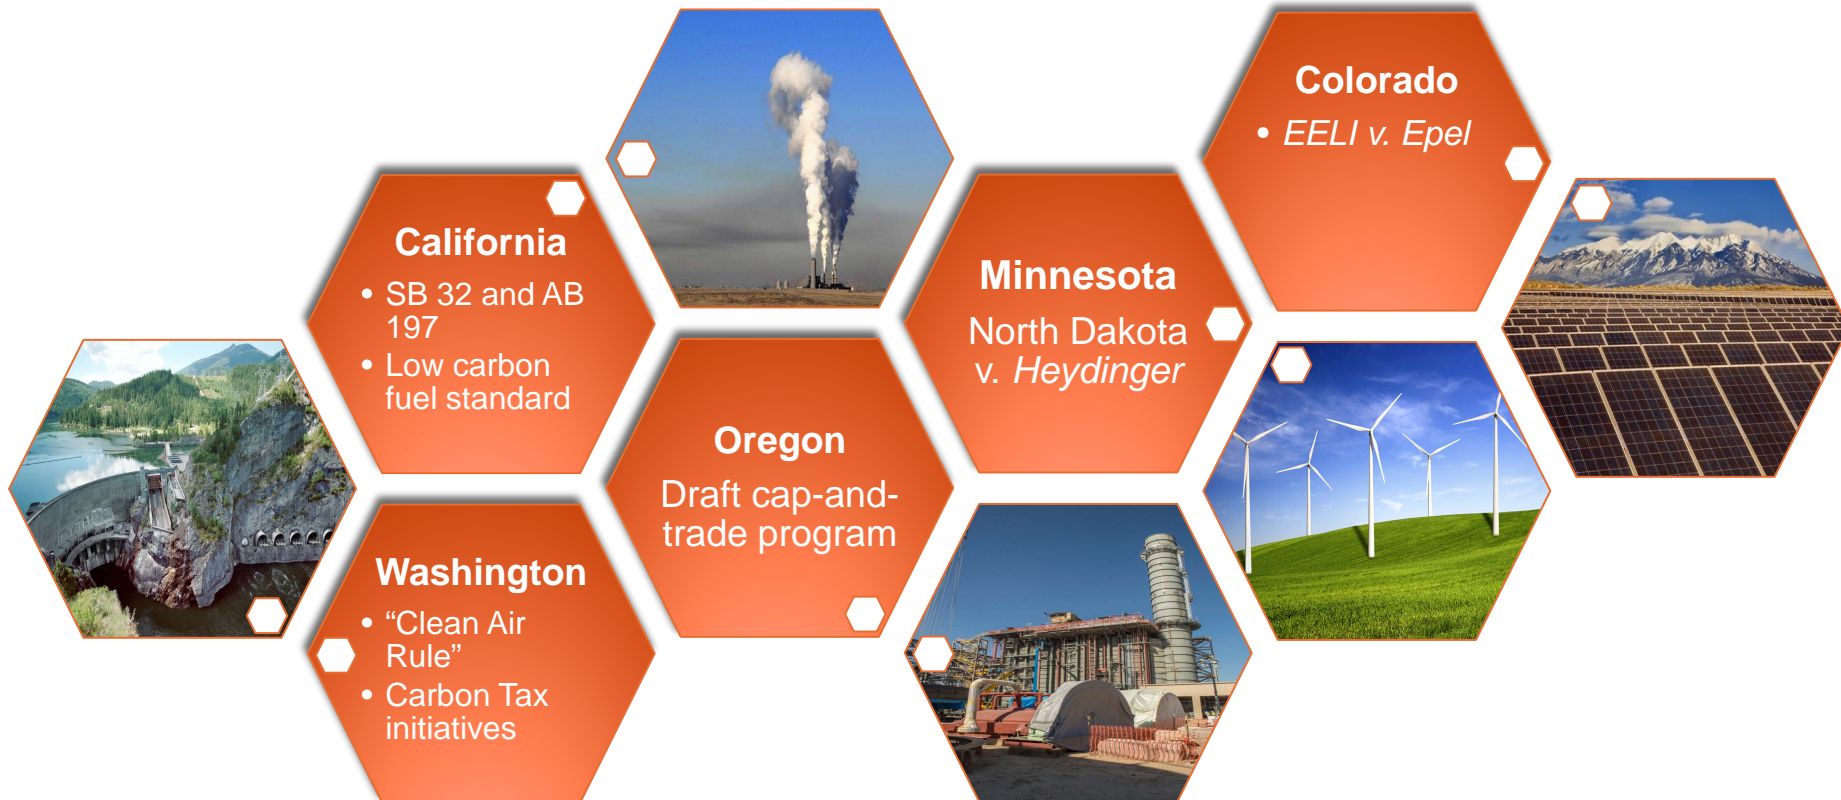 California
• SB 32 and AB
197
• Low carbon
fuel standard
Washington
• “Clean Air
Rule”
• Carbon Tax
initiatives
Oregon
Draft cap-and-
trade program
Minnesota
North Dakota
v. Heydinger
Colorado
• EELI v. Epel